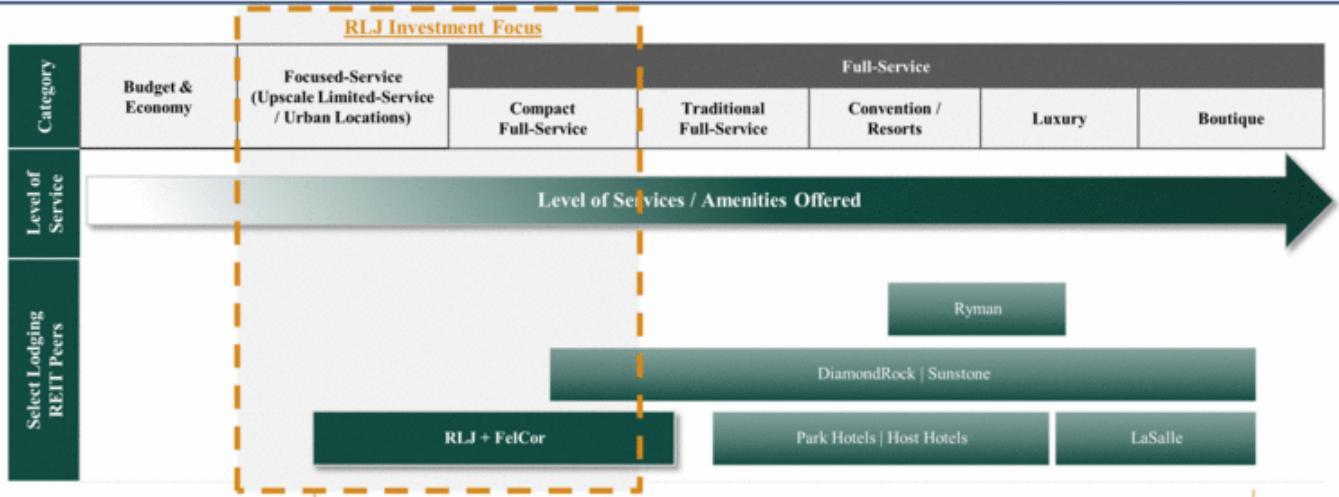 RLJ Investment Focus
Category
Budget &
Economy
Focused-Service
(Upscale Limited-Service
/ Urban Locations)
Full-Service
Compact
Full-Service
Traditional
Full-Service
Convention /
Resorts
Luxury
Boutique
Level of
Service
Level of Services / Amenities Offered
Select Lodging
REIT Peers
Ryman
DiamondRock | Sunstone
RLJ + FelCor
Park Hotels | Host Hotels
LaSalle